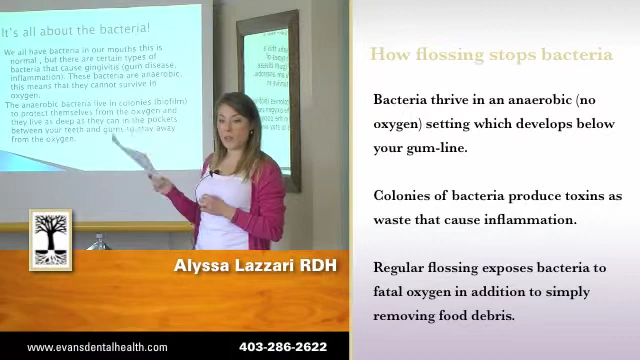 It's all about the bacteria!
We all have bacteria in our mouths this is
normal , but there are certain types of
bacteria that cause gingivitis (gum disease,
inflammation). These bacteria are anaerobic,
this means that they cannot survive in
oxygen.
The anaerobic bacteria live in colonies (biofilm)
to protect themselves from the oxygen and
they live as deep as they can in the pockets
between your teeth and gums to stay away
from the oxygen.
Alyssa Lazzari RDH
www.evansdentalhealth.com
403-286-2622
How flossing stops bacteria
Bacteria thrive in an anaerobic (no
oxygen) setting which develops below
your gum-line.
Colonies of bacteria produce toxins as
waste that cause inflammation.
Regular flossing exposes bacteria to
fatal oxygen in addition to simply
removing food debris.